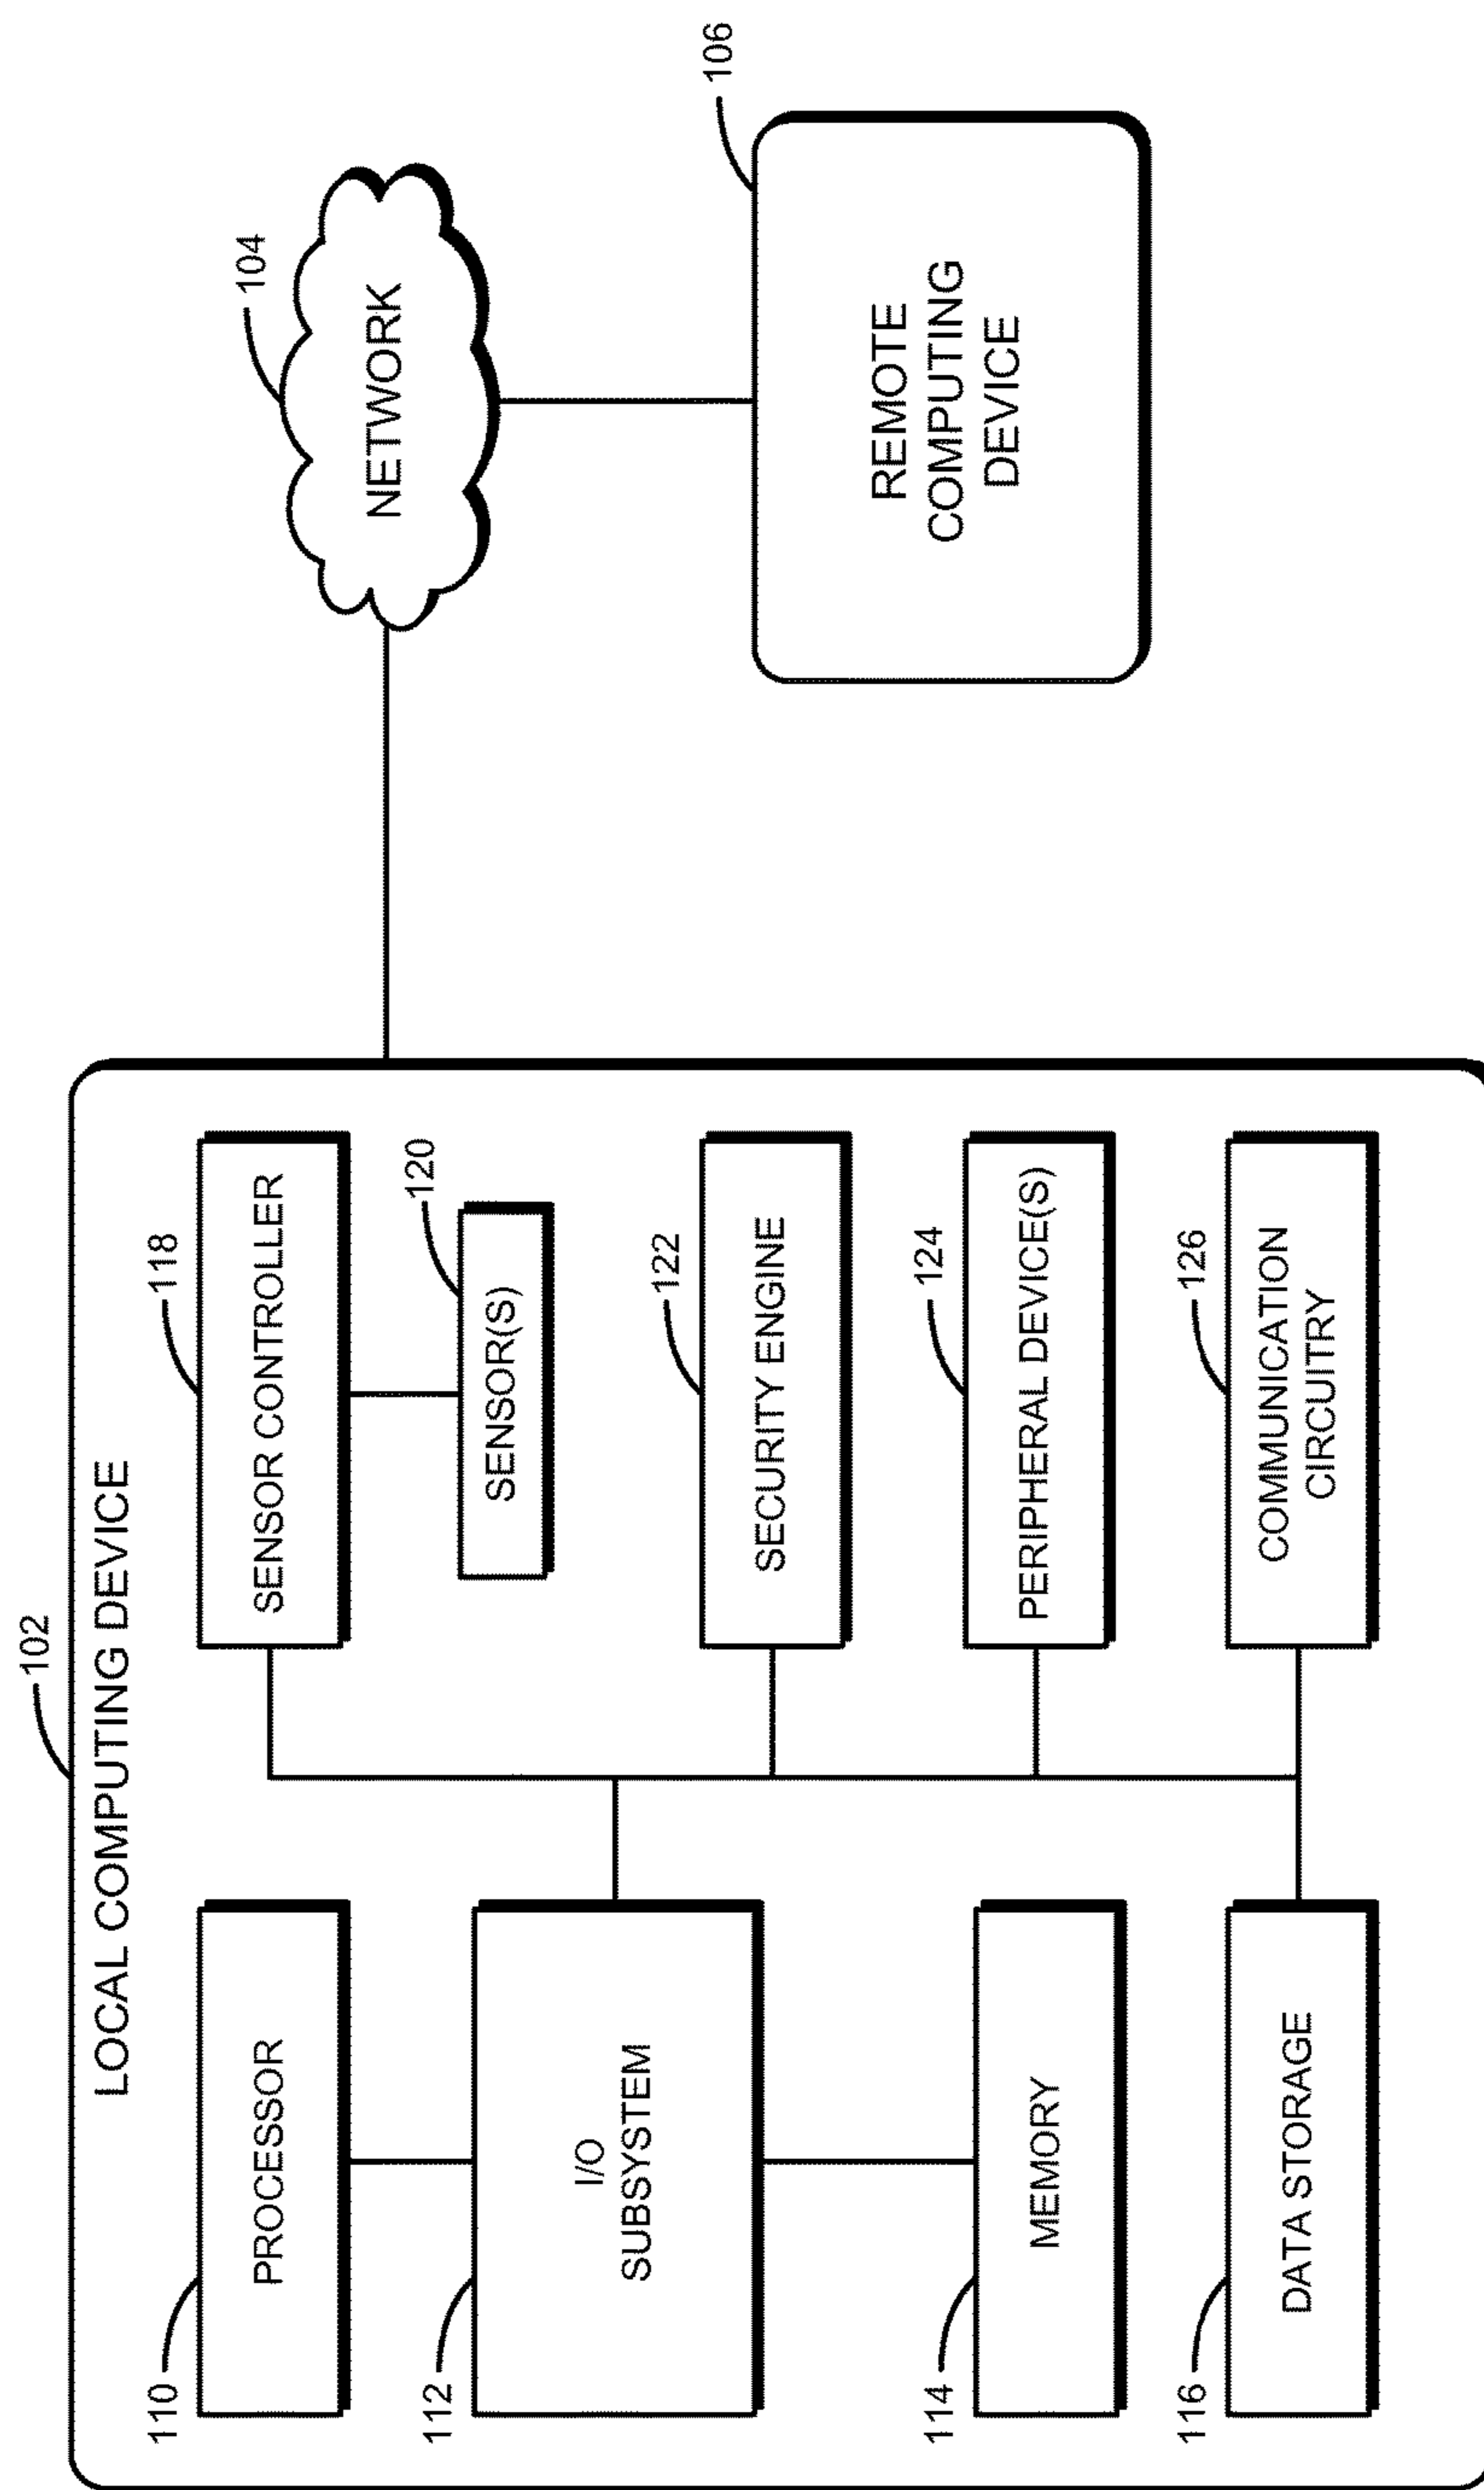 102
LOCAL COMPUTING DEVICE
110
PROCESSOR
112
I/O
SUBSYSTEM
114
MEMORY
116
DATA STORAGE
118
SENSOR CONTROLLER
120
SENSOR(S)
122
SECURITY ENGINE
124
PERIPHERAL DEVICE(S)
126
COMMUNICATION
CIRCUITRY
104
NETWORK
106
REMOTE
COMPUTING
DEVICE